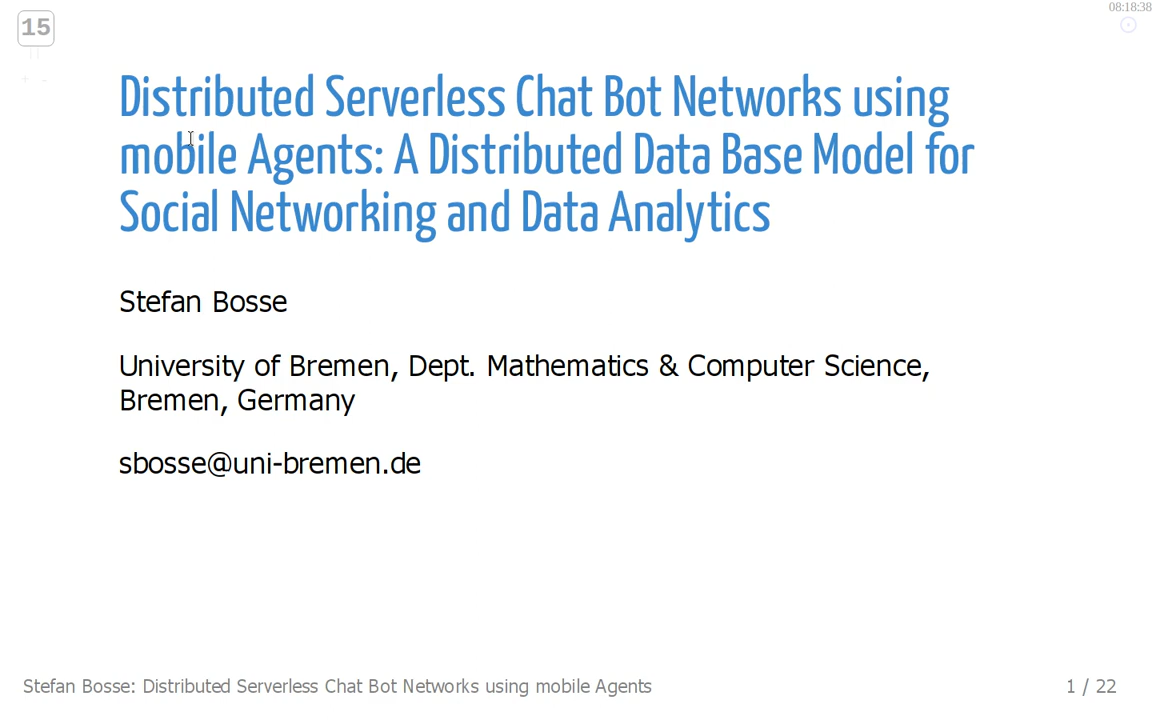 15
08:18:38
+ -
Distributed Serverless Chat Bot Networks using
mobile Agents: A Distributed Data Base Model for
Social Networking and Data Analytics
Stefan Bosse
University of Bremen, Dept. Mathematics & Computer Science,
Bremen, Germany
sbosse@uni-bremen.de
Stefan Bosse: Distributed Serverless Chat Bot Networks using mobile Agents
1 / 22